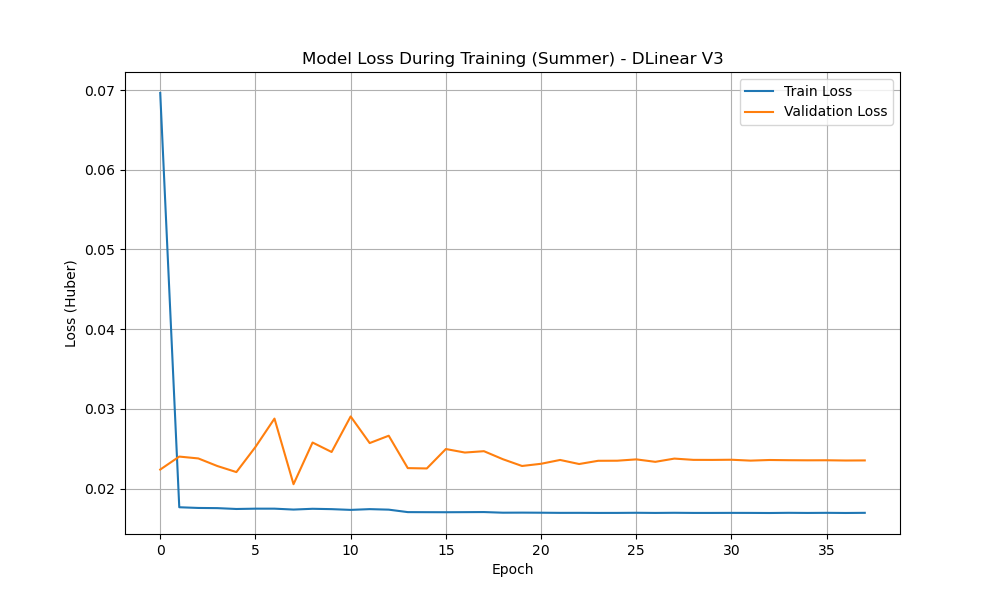 Model Loss During Training (Summer) - DLinear V3
Train Loss
Validation Loss
Loss (Huber)
0.07
0.06
0.05
0.04
0.03
0.02
0 5 10 15 20 25 30 35
Epoch